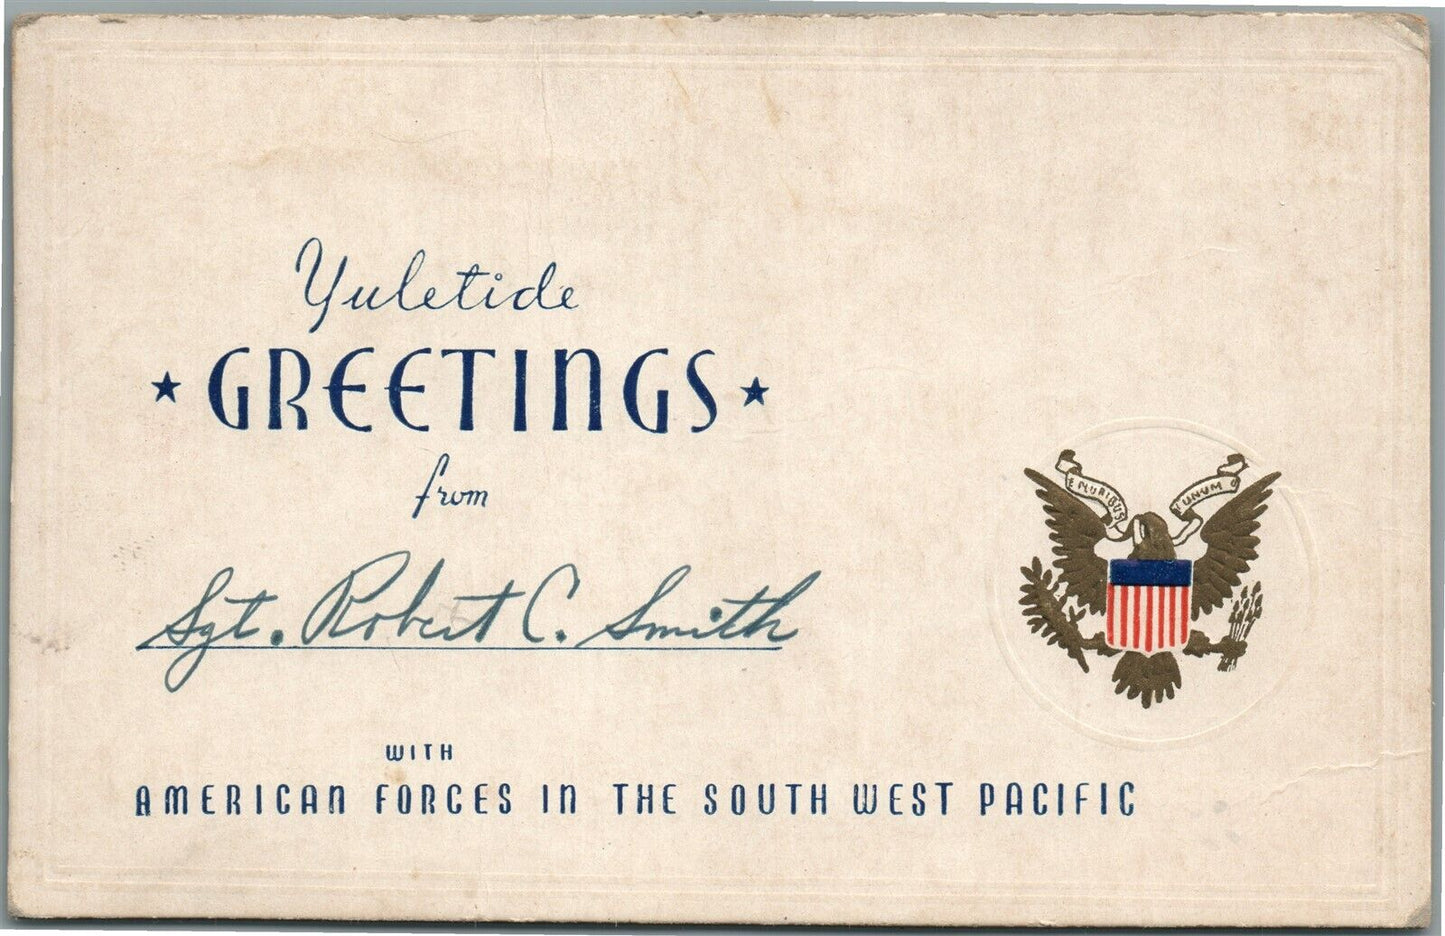 Yuletide
★ GREETINGS ★
from
Sgt. Robert C. Smith
WITH
AMERICAN FORCES IN THE SOUTH WEST PACIFIC
E PLURIBUS UNUM